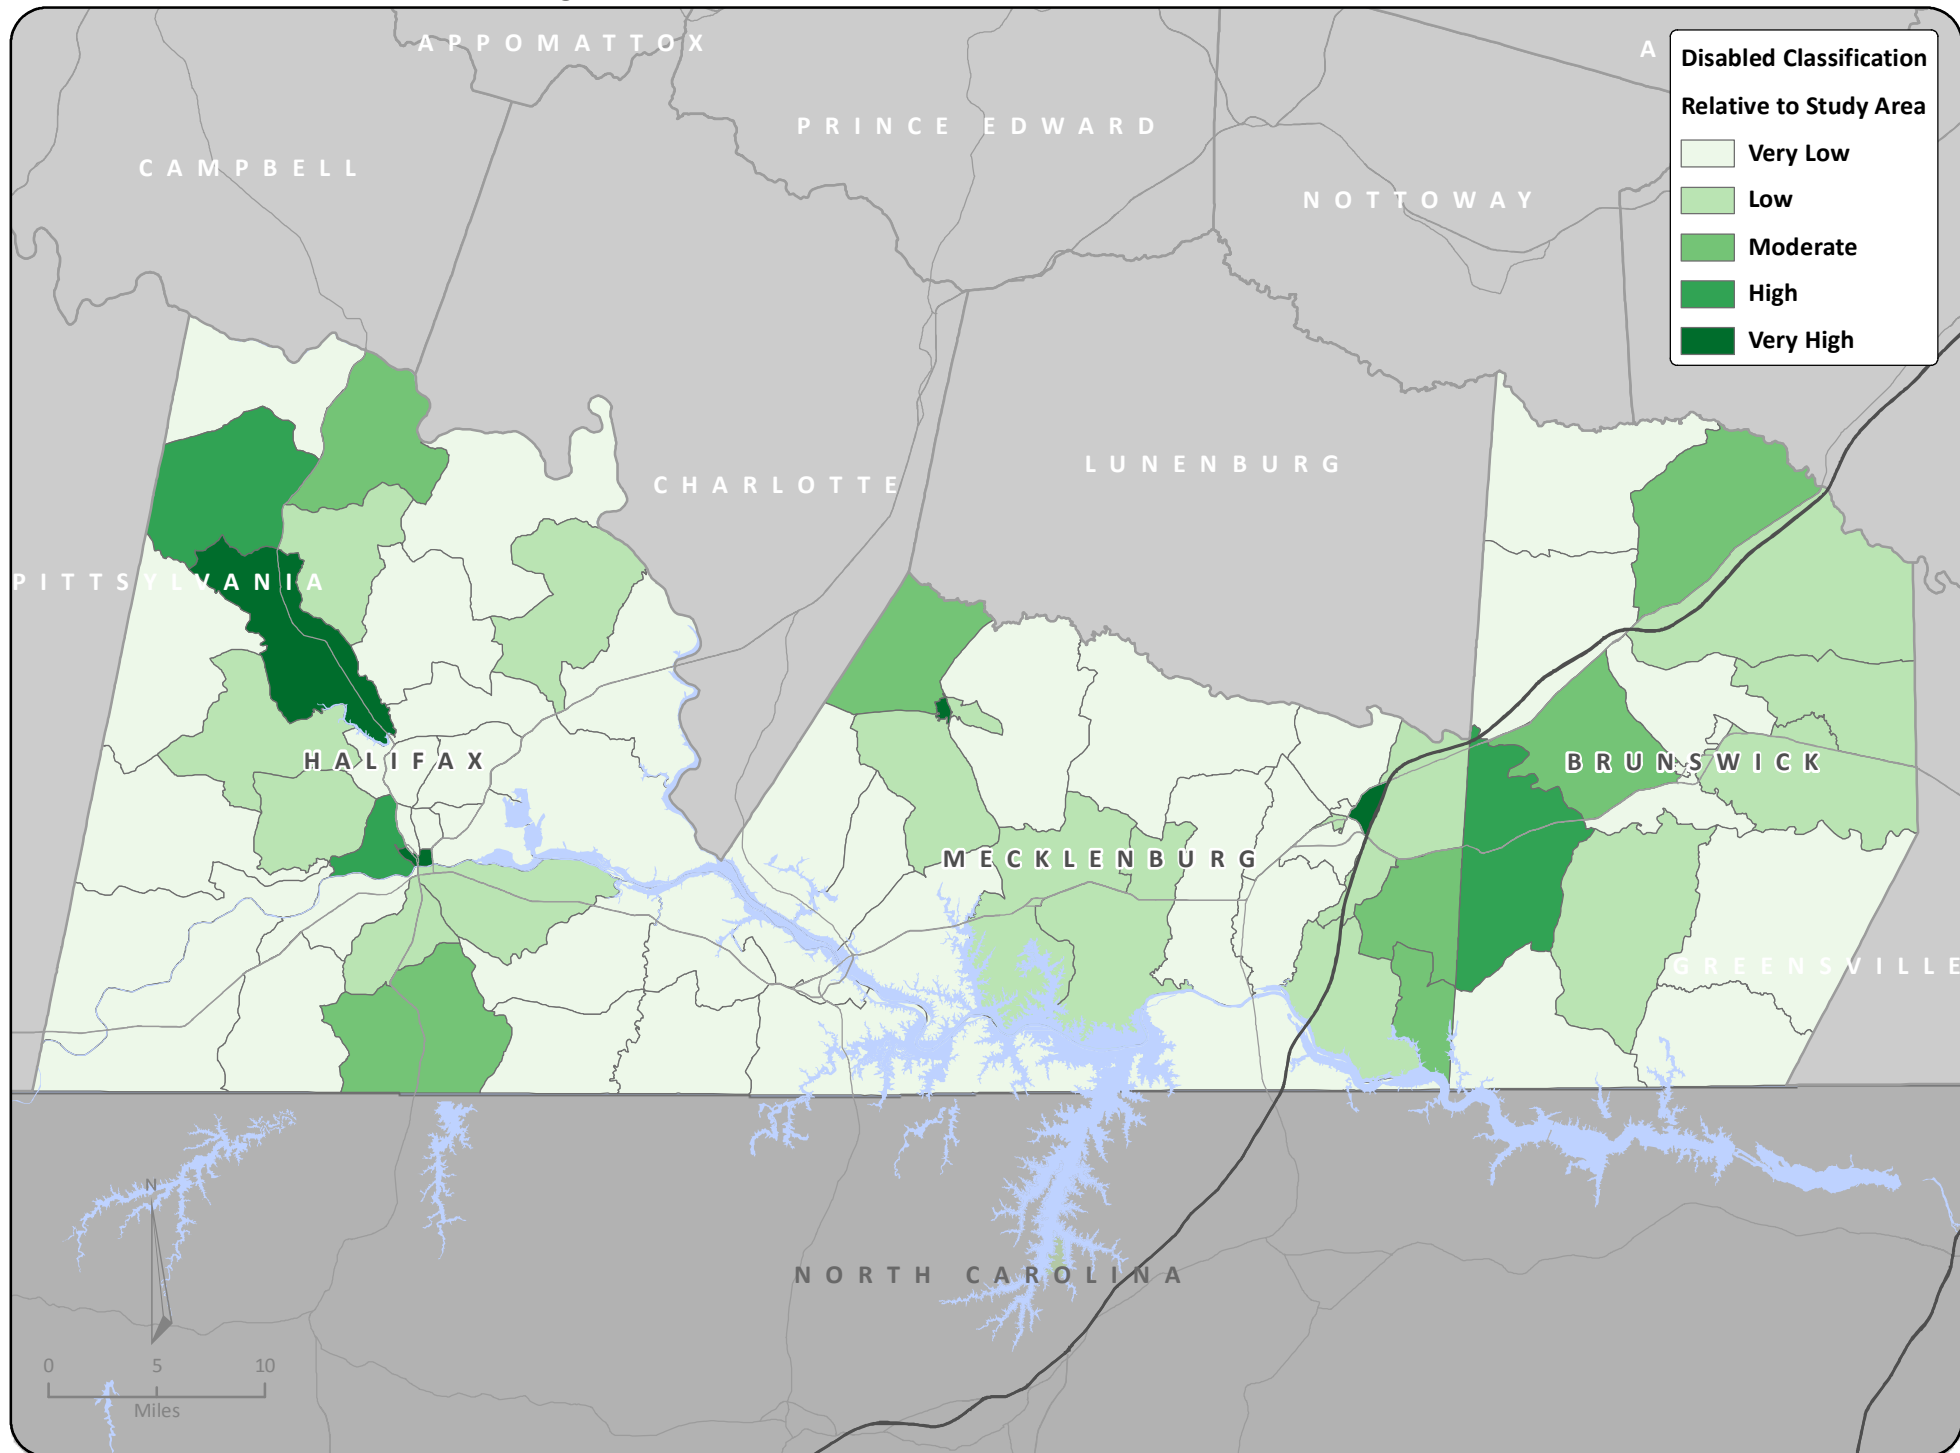 APPOMATTOX
A
Disabled Classification
Relative to Study Area
Very Low
Low
Moderate
High
Very High
PRINCE EDWARD
CAMPBELL
NOTTOWAY
LUNENBURG
CHARLOTTE
PITTSYLVANIA
HALIFAX
BRUNSWICK
MECKLENBURG
GREENSVILLE
N
NORTH CAROLINA
0 5 10
Miles